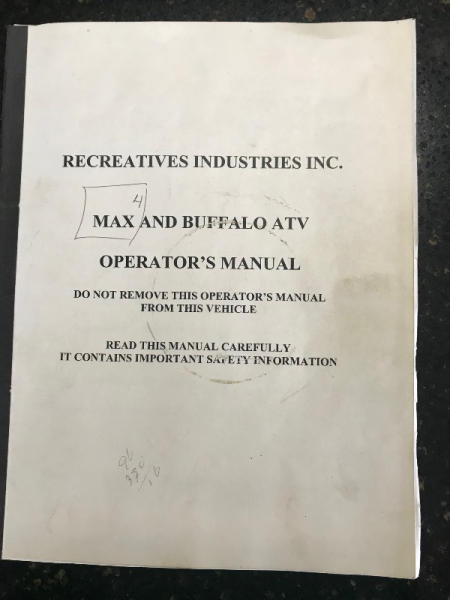 RECREATIVES INDUSTRIES INC.
4
MAX AND BUFFALO ATV
OPERATOR'S MANUAL
DO NOT REMOVE THIS OPERATOR'S MANUAL
FROM THIS VEHICLE
READ THIS MANUAL CAREFULLY
IT CONTAINS IMPORTANT SAFETY INFORMATION